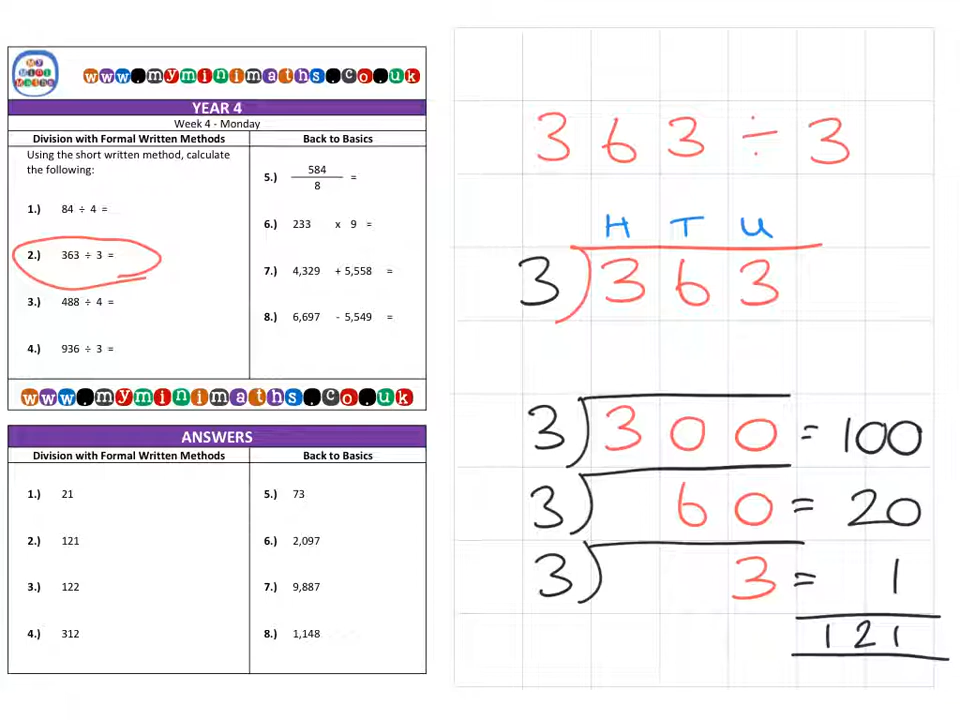 My
Mini
Maths
www.myminimaths.co.uk
YEAR 4
Week 4 - Monday
Division with Formal Written Methods
Using the short written method, calculate
the following:
1.) 84 ÷ 4 =
2.) 363 ÷ 3 =
3.) 488 ÷ 4 =
4.) 936 ÷ 3 =
Back to Basics
5.) 584
8 =
6.) 233 x 9 =
7.) 4,329 + 5,558 =
8.) 6,697 - 5,549 =
www.myminimaths.co.uk
ANSWERS
Division with Formal Written Methods
1.) 21
2.) 121
3.) 122
4.) 312
Back to Basics
5.) 73
6.) 2,097
7.) 9,887
8.) 1,148
363 ÷ 3
H T U
3) 363
3) 300 = 100
3) 60 = 20
3) 3 = 1
121